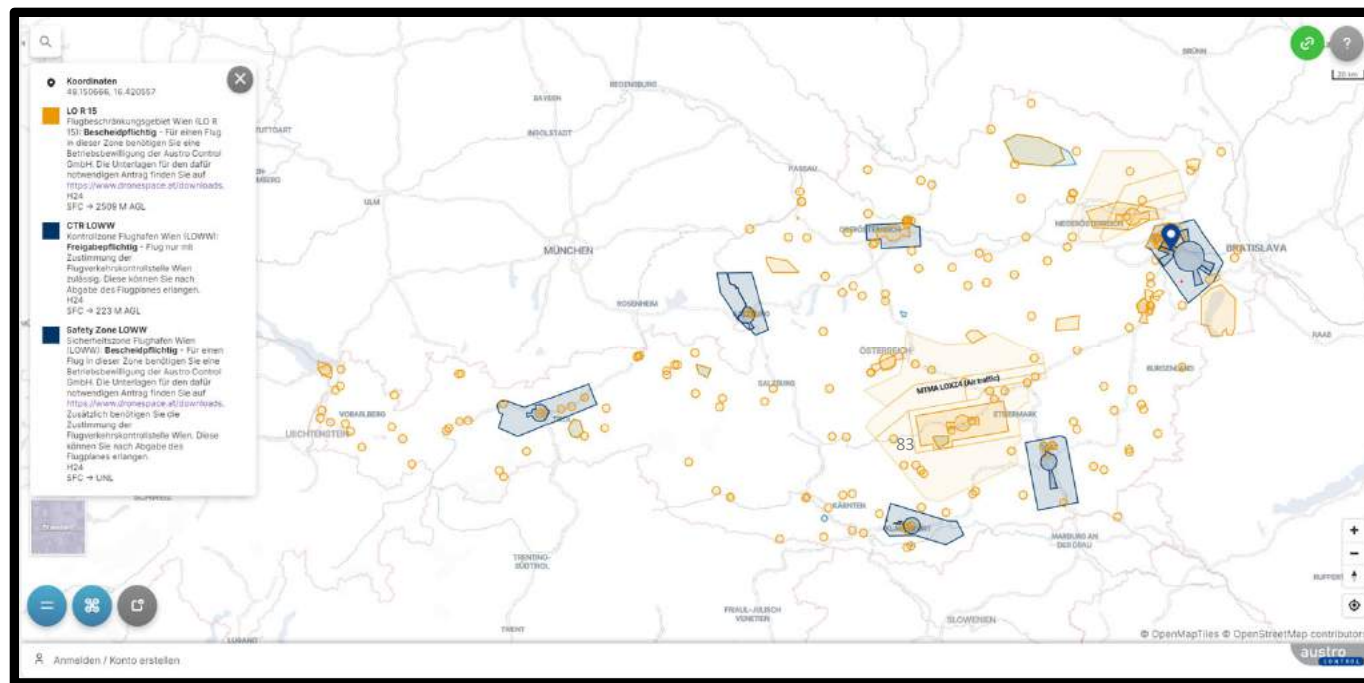 Koordinaten
48.150666, 16.420557
LO R 15
Flugbeschränkungsgebiet Wien (LO R
15): Bescheidpflichtig - Für einen Flug
in dieser Zone benötigen Sie eine
Betriebsbewilligung der Austro Control
GmbH. Die Unterlagen für den dafür
notwendigen Antrag finden Sie auf
https://www.dronespace.at/downloads.
H24
SFC → 2509 M AGL
CTR LOWW
Kontrollzone Flughafen Wien (LOWW):
Freigabepflichtig - Flug nur mit
Zustimmung der
Flugverkehrskontrollstelle Wien
zulässig. Diese können Sie nach
Abgabe des Flugplanes erlangen.
H24
SFC → 223 M AGL
Safety Zone LOWW
Sicherheitszone Flughafen Wien
(LOWW): Bescheidpflichtig - Für einen
Flug in dieser Zone benötigen Sie eine
Betriebsbewilligung der Austro Control
GmbH. Die Unterlagen für den dafür
notwendigen Antrag finden Sie auf
https://www.dronespace.at/downloads.
Zusätzlich benötigen Sie die
Zustimmung der
Flugverkehrskontrollstelle Wien. Diese
können Sie nach Abgabe des
Flugplanes erlangen.
H24
SFC → UNL
?
20 km
BRÜNN
REGENSBURG
BAYERN
INGOLSTADT
PASSAU
ULM
MÜNCHEN
OBERÖSTERREICH
NIEDERÖSTERREICH
BRATISLAVA
ROSENHEIM
SALZBURG
RAAB
ÖSTERREICH
MTMA LOXZ4 (Air traffic)
SALZBURG
BURGENLAND
VORARLBERG
LIECHTENSTEIN
STEIERMARK
83
KÄRNTEN
KLAGENFURT
MARBURG AN
DER DRAU
TRENTINO-
SÜDTIROL
FRIAUL-JULISCH
VENETIEN
SLOWENIEN
TRIENT
LUGANO
+
−
© OpenMapTiles © OpenStreetMap contributors
Anmelden / Konto erstellen
austro
CONTROL